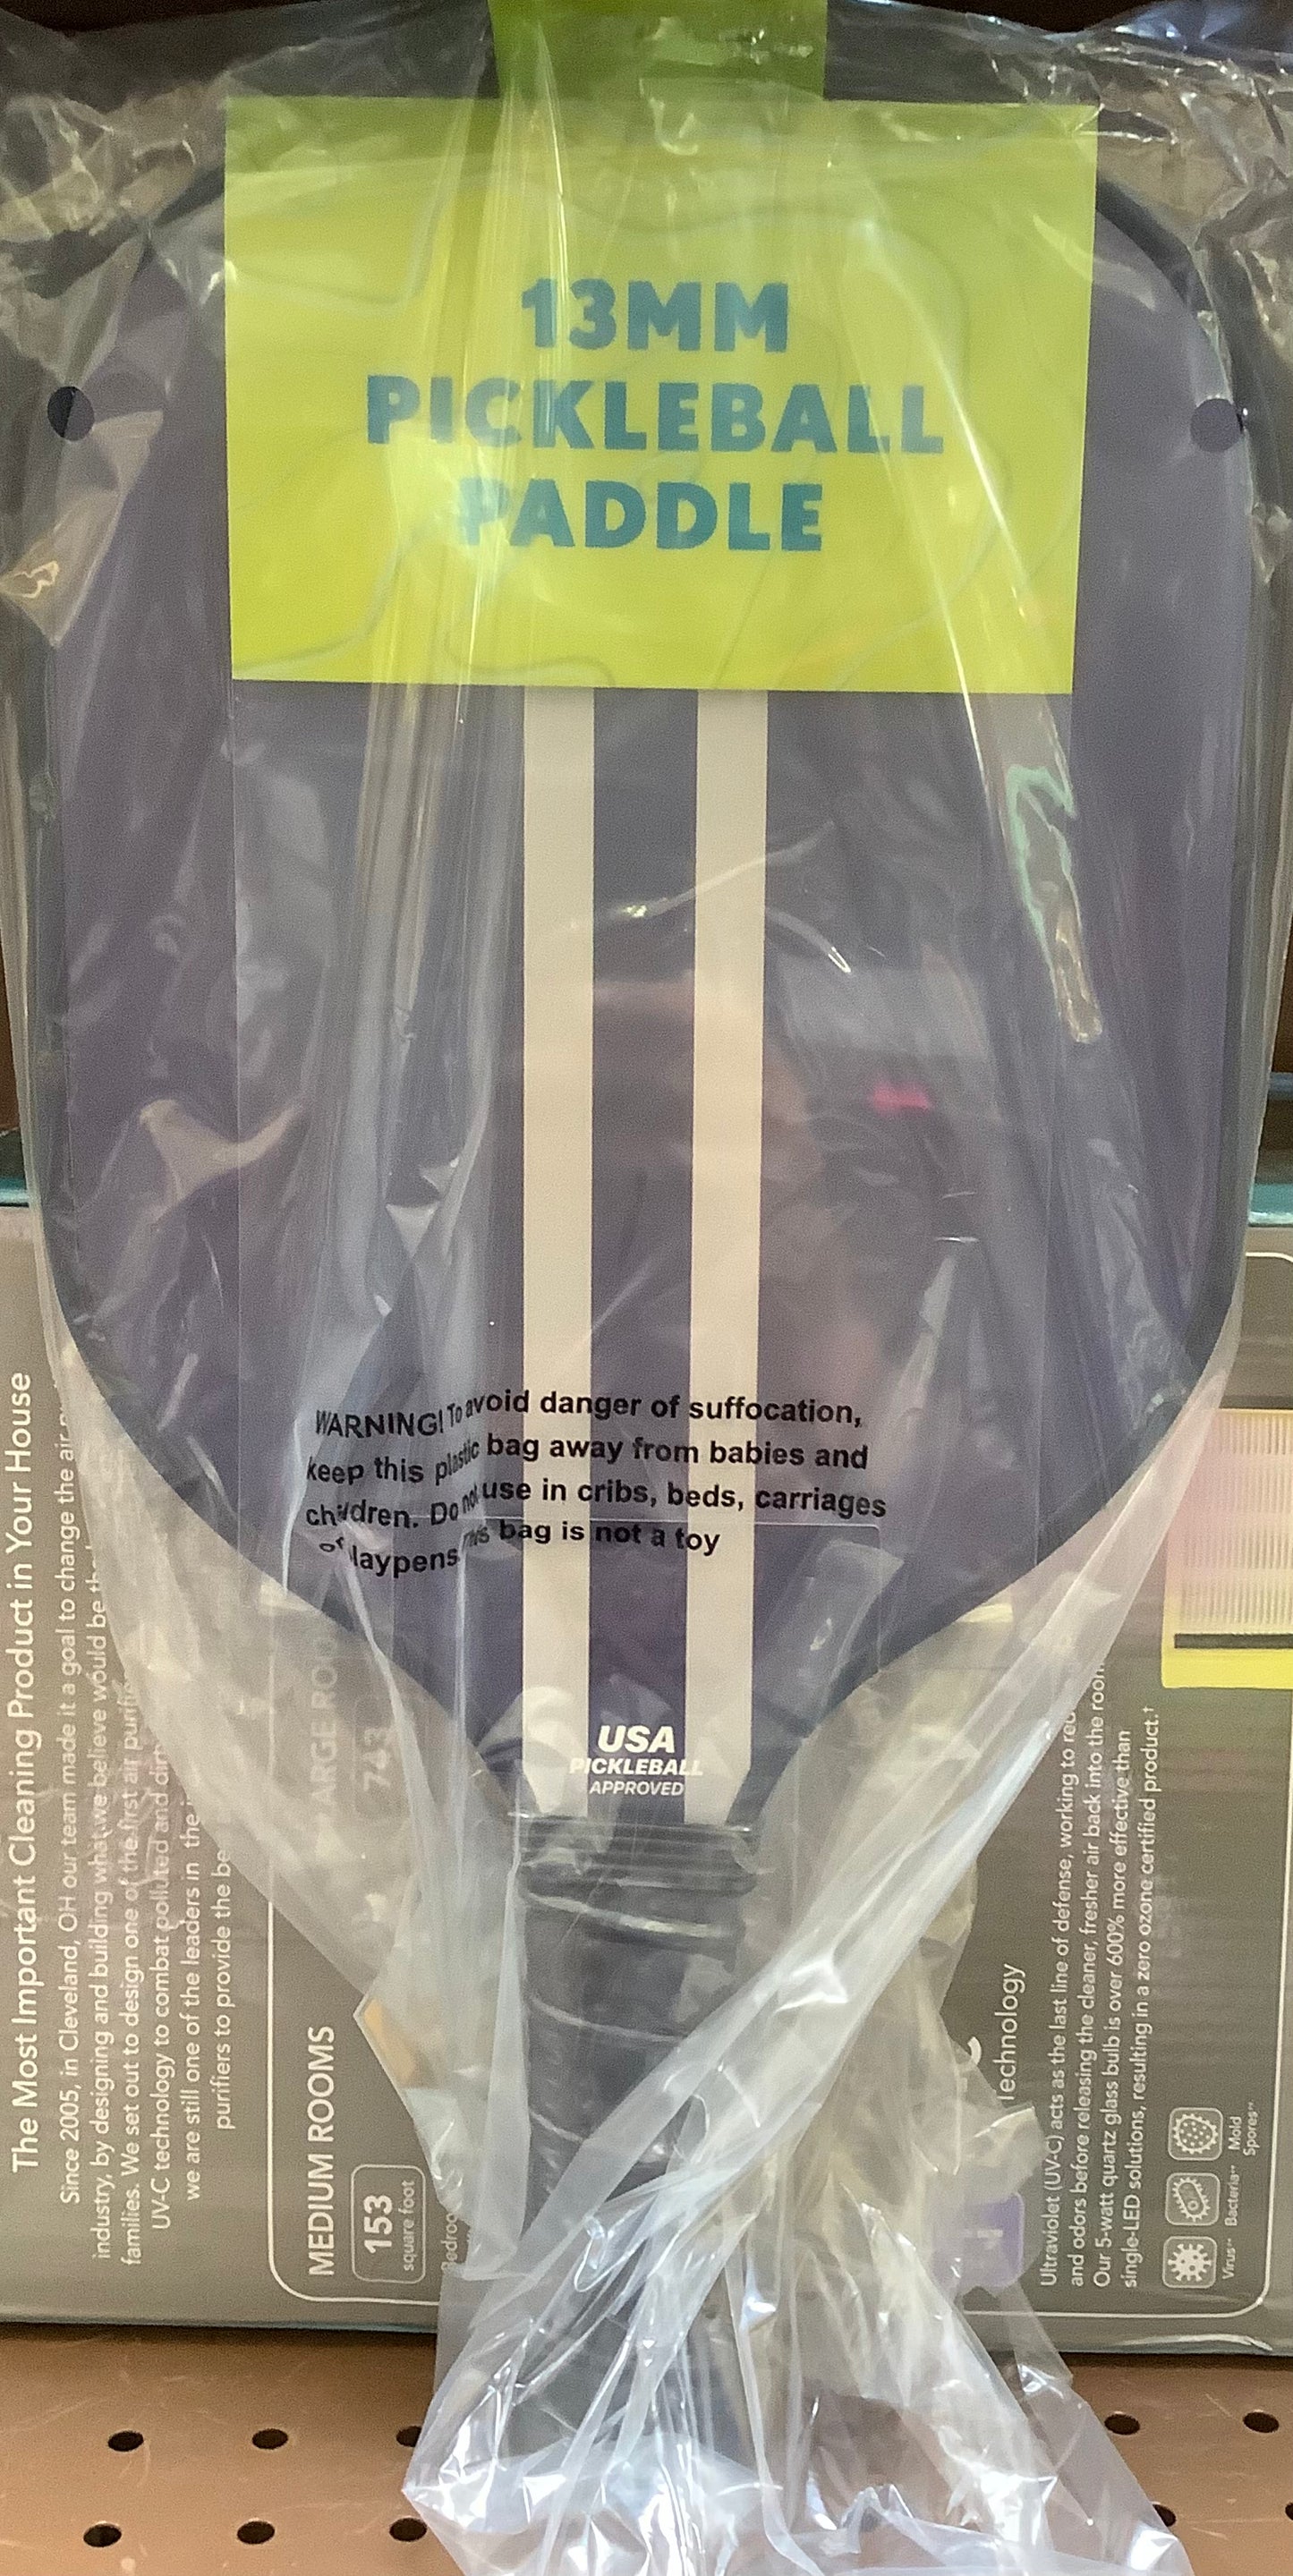 13MM
PICKLEBALL
PADDLE
WARNING! To avoid danger of suffocation,
keep this plastic bag away from babies and
children. Do not use in cribs, beds, carriages
of laypens This bag is not a toy
USA
PICKLEBALL
APPROVED
The Most Important Cleaning Product in Your House
Since 2005, in Cleveland, OH our team made it a goal to change the air
industry, by designing and building what we believe would be the
families. We set out to design one of the first air
UV-C technology to combat polluted and
we are still one of the leaders in the
purifiers to provide the be
ARGE ROO
743
MEDIUM ROOMS
153
square foot
Technology
Ultraviolet (UV-C) acts as the last line of defense, working to
and odors before releasing the cleaner, fresher air back into the room
Our 5-watt quartz glass bulb is over 600% more effective than
single-LED solutions, resulting in a zero ozone certified product.†
Virus**
Bacteria**
Mold
Spores**